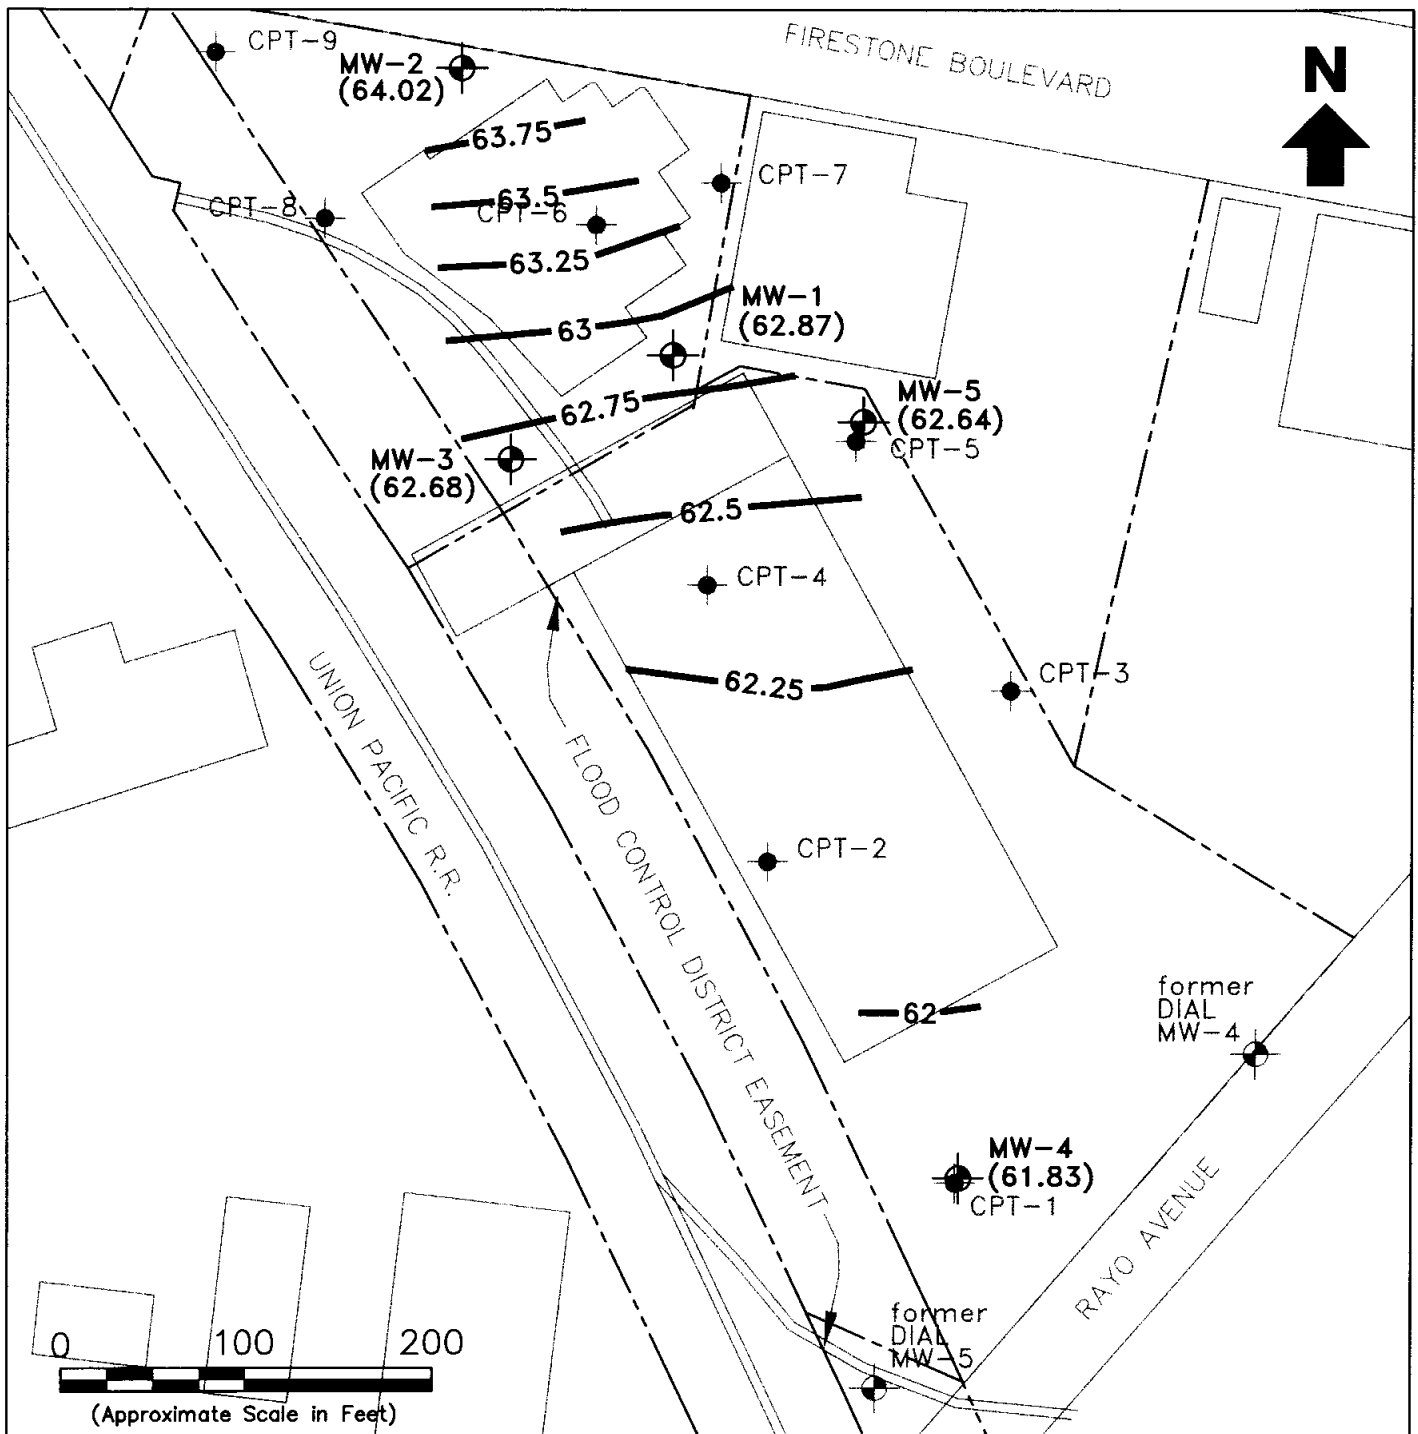 CPT-9
MW-2
(64.02)
FIRESTONE BOULEVARD
N
63.75
CPT-7
63.5
CPT-8
CPT-6
63.25
MW-1
(62.87)
63
MW-5
(62.64)
62.75
CPT-5
MW-3
(62.68)
62.5
CPT-4
CPT-3
62.25
UNION PACIFIC R.R.
FLOOD CONTROL DISTRICT EASEMENT
CPT-2
former
DIAL
MW-4
62
MW-4
(61.83)
CPT-1
RAYO AVENUE
former
DIAL
MW-5
0 100 200
(Approximate Scale in Feet)